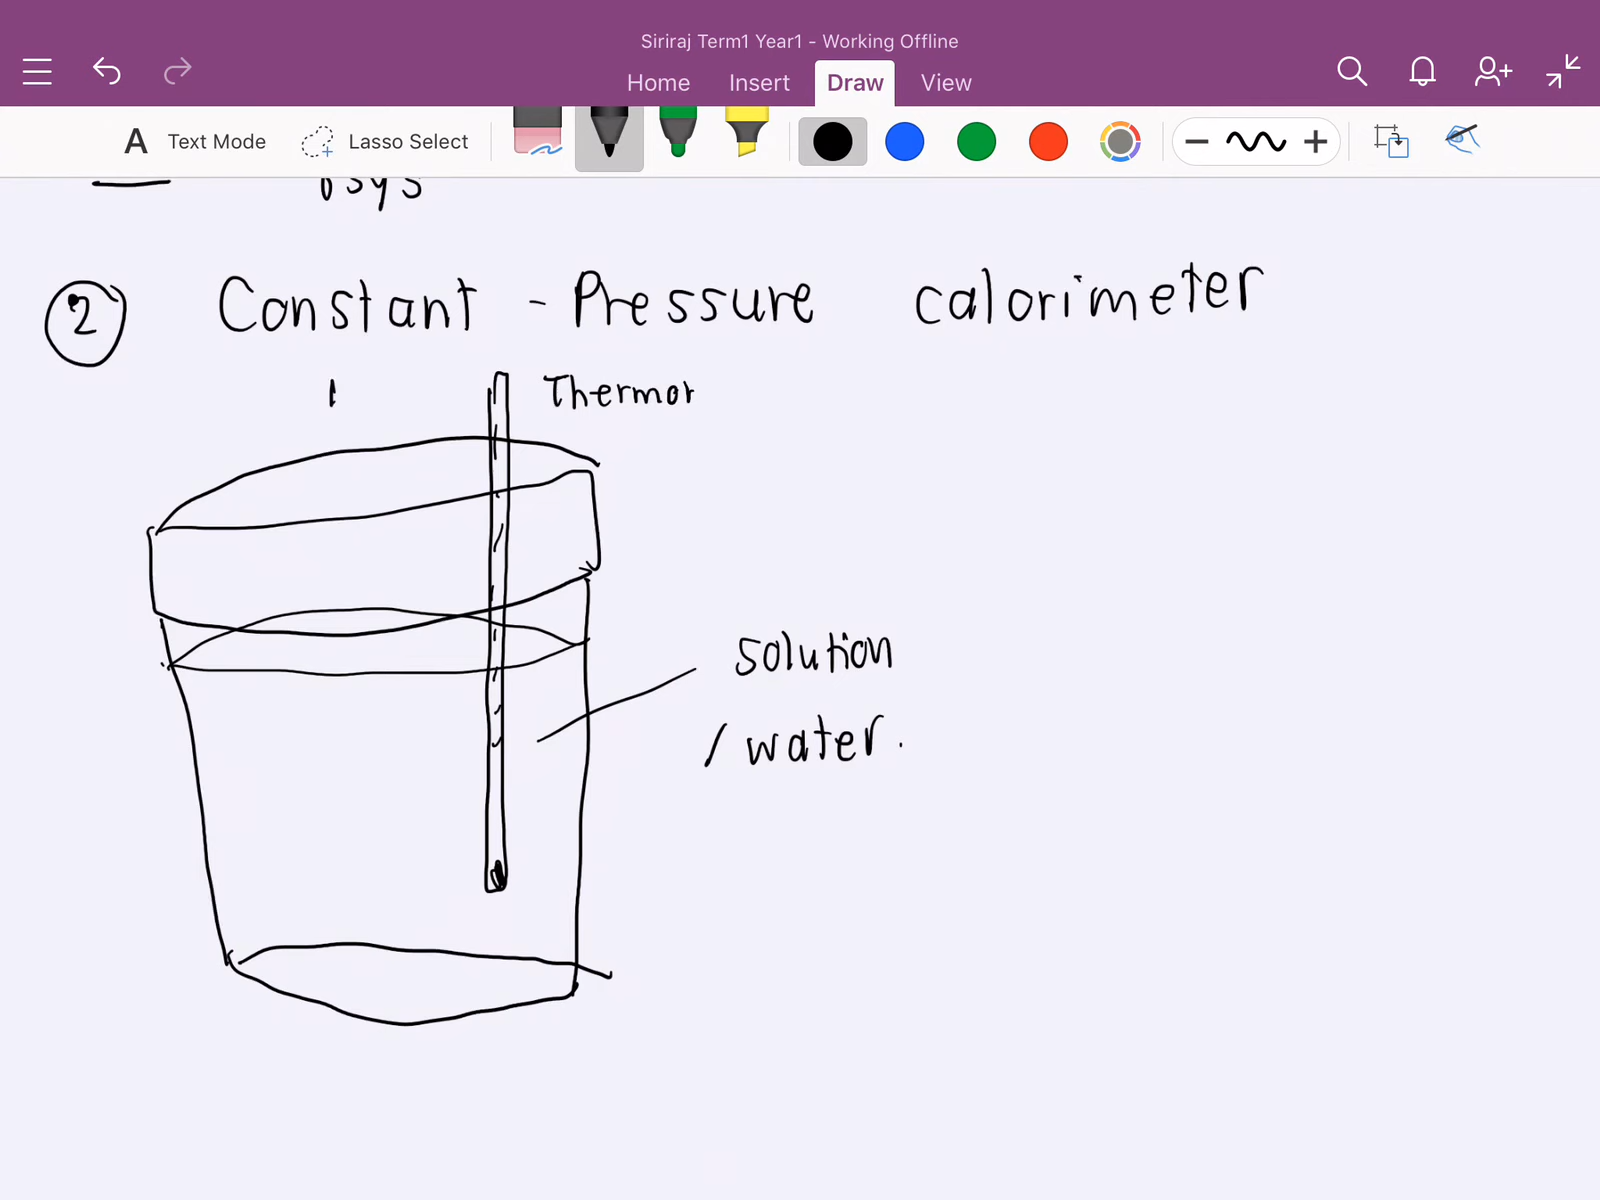 Siriraj Term1 Year1 - Working Offline
Home Insert Draw View
A Text Mode Lasso Select
② Constant - Pressure calorimeter
Thermor
solution
/ water.